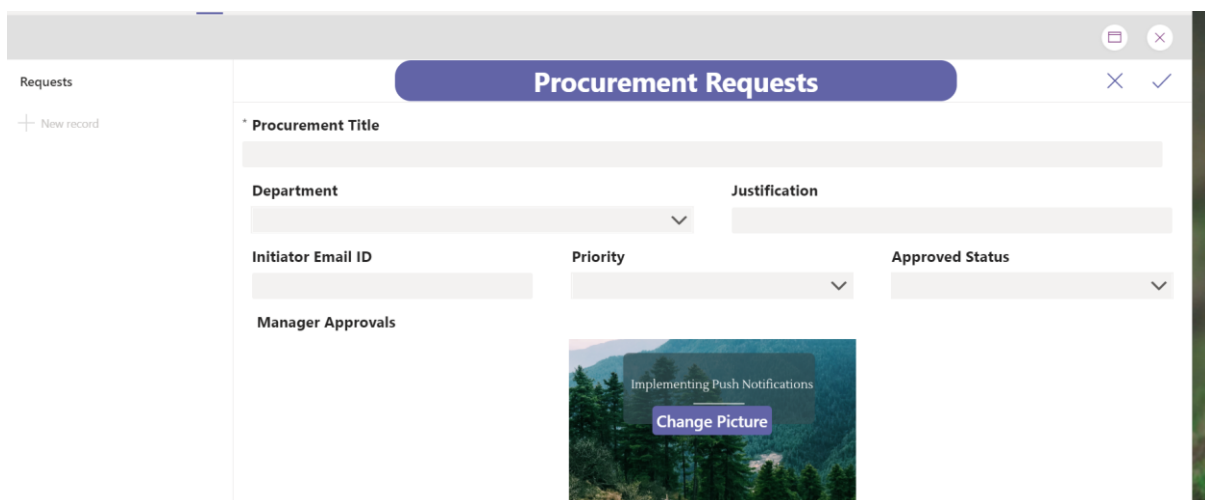 Procurement Requests
Requests
New record
* Procurement Title
Department
Justification
Initiator Email ID
Priority
Approved Status
Manager Approvals
Implementing Push Notifications
Change Picture